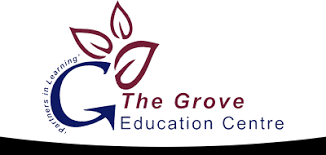 'Partners in Learning'
G
The Grove
Education Centre